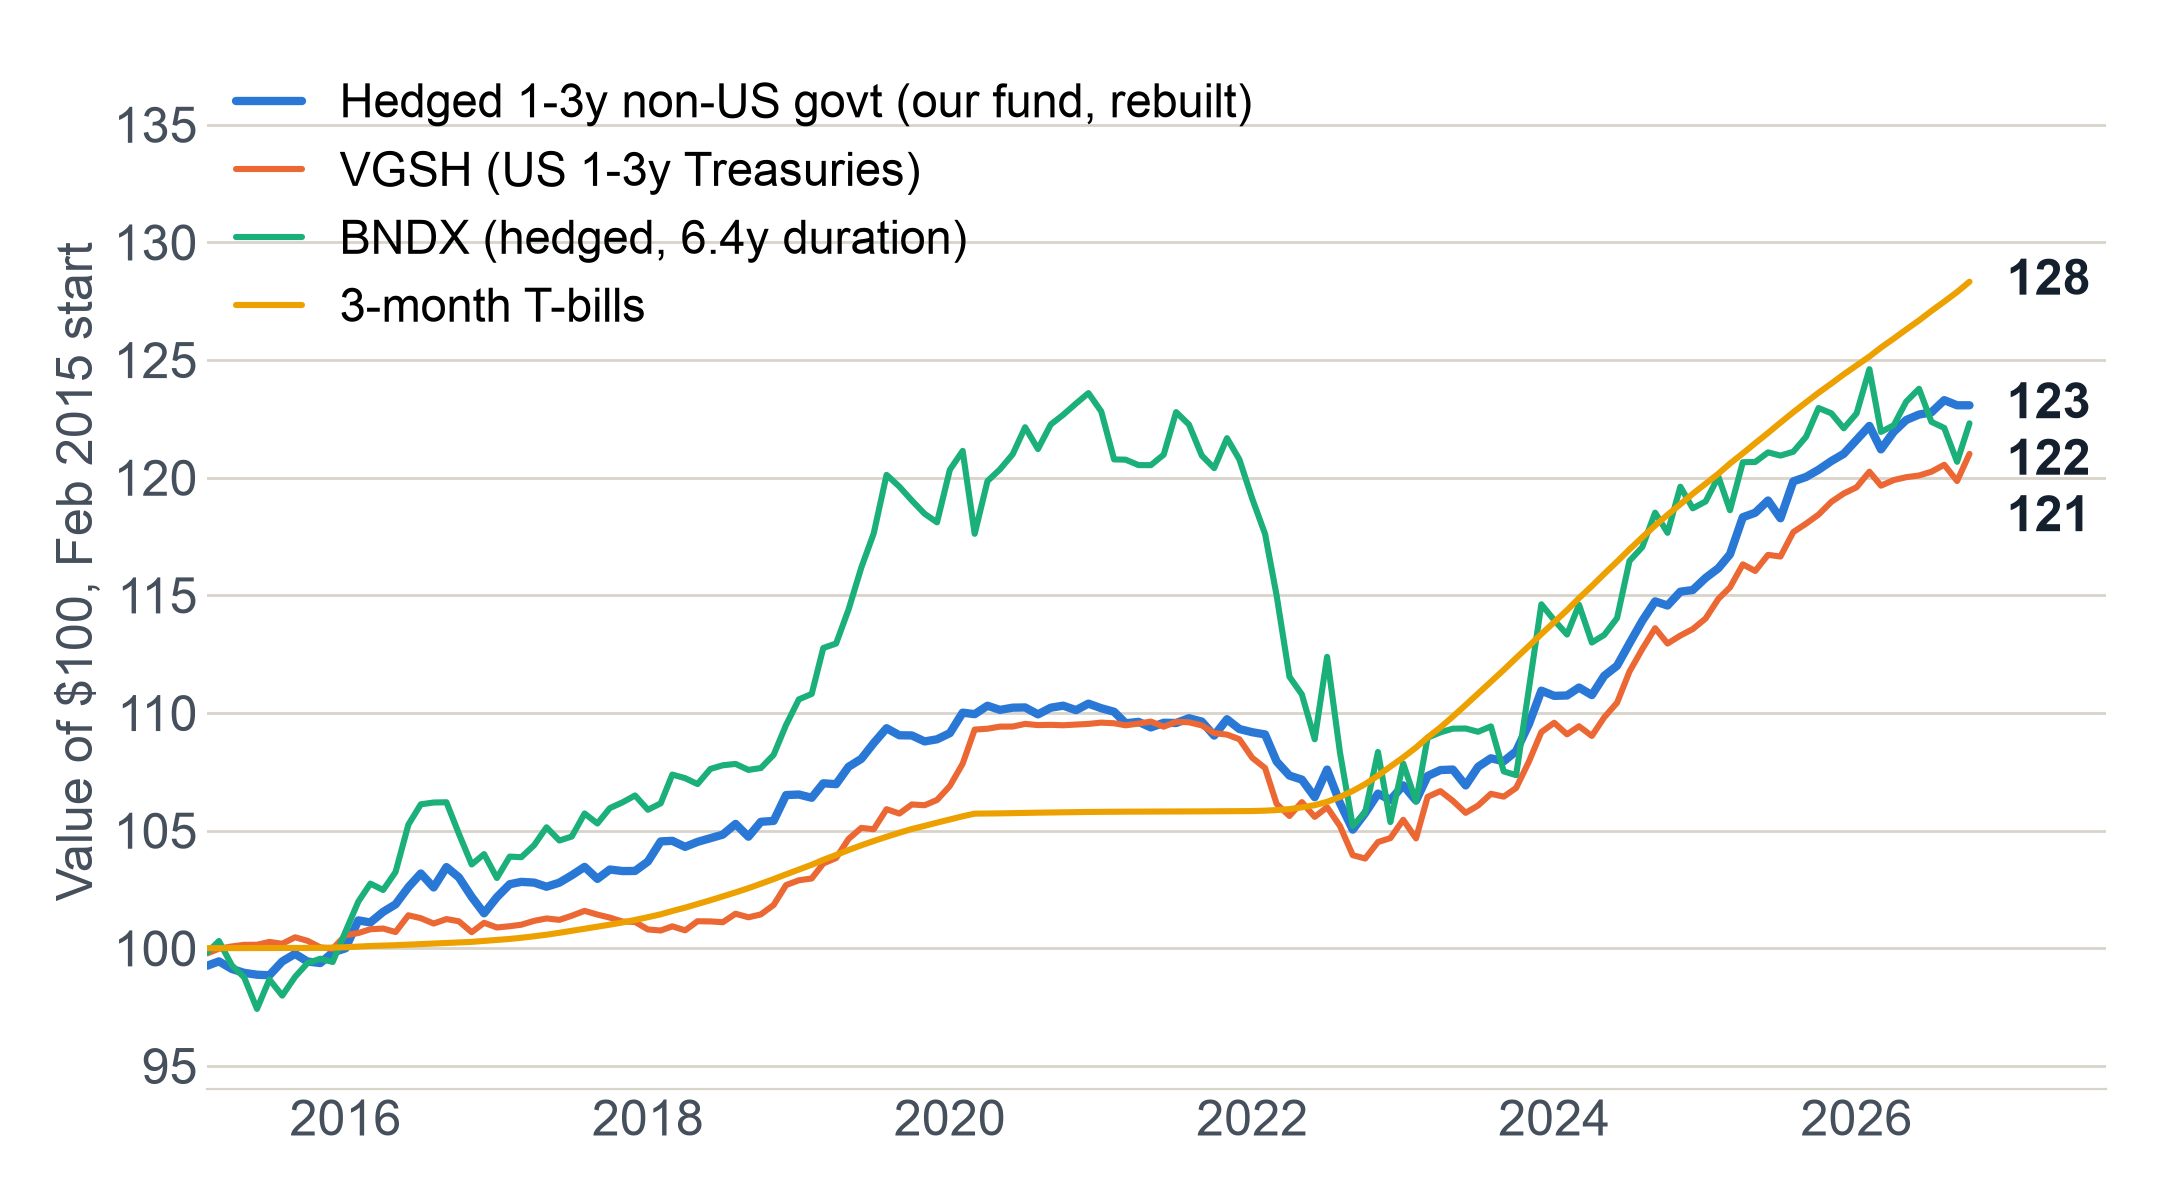 Hedged 1-3y non-US govt (our fund, rebuilt)
VGSH (US 1-3y Treasuries)
BNDX (hedged, 6.4y duration)
3-month T-bills
Value of $100, Feb 2015 start
135
130
125
120
115
110
105
100
95
128
123
122
121
2016 2018 2020 2022 2024 2026